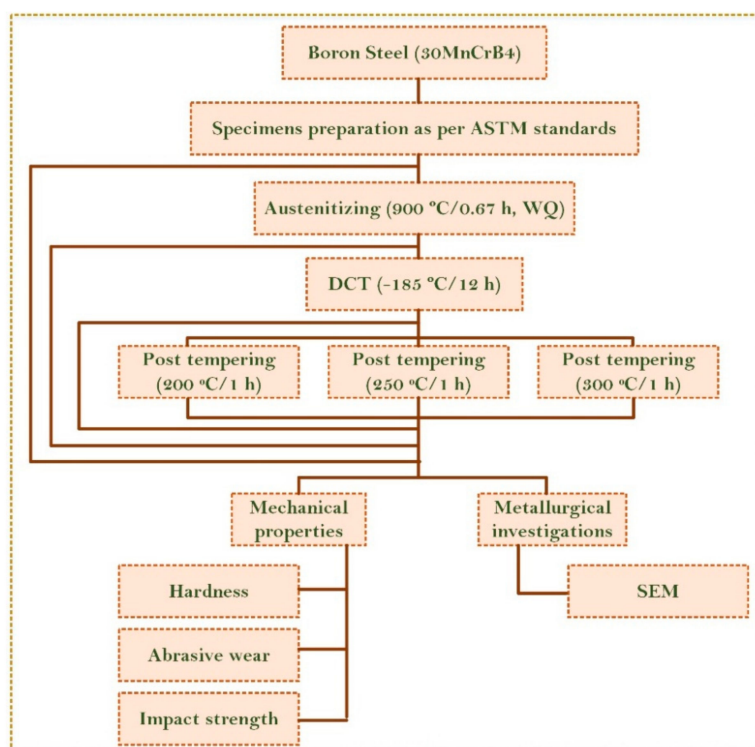 Boron Steel (30MnCrB4)
Specimens preparation as per ASTM standards
Austenitizing (900 °C/0.67 h, WQ)
DCT (-185 °C/12 h)
Post tempering
(200 °C/1 h)
Post tempering
(250 °C/1 h)
Post tempering
(300 °C/1 h)
Mechanical
properties
Metallurgical
investigations
Hardness
SEM
Abrasive wear
Impact strength